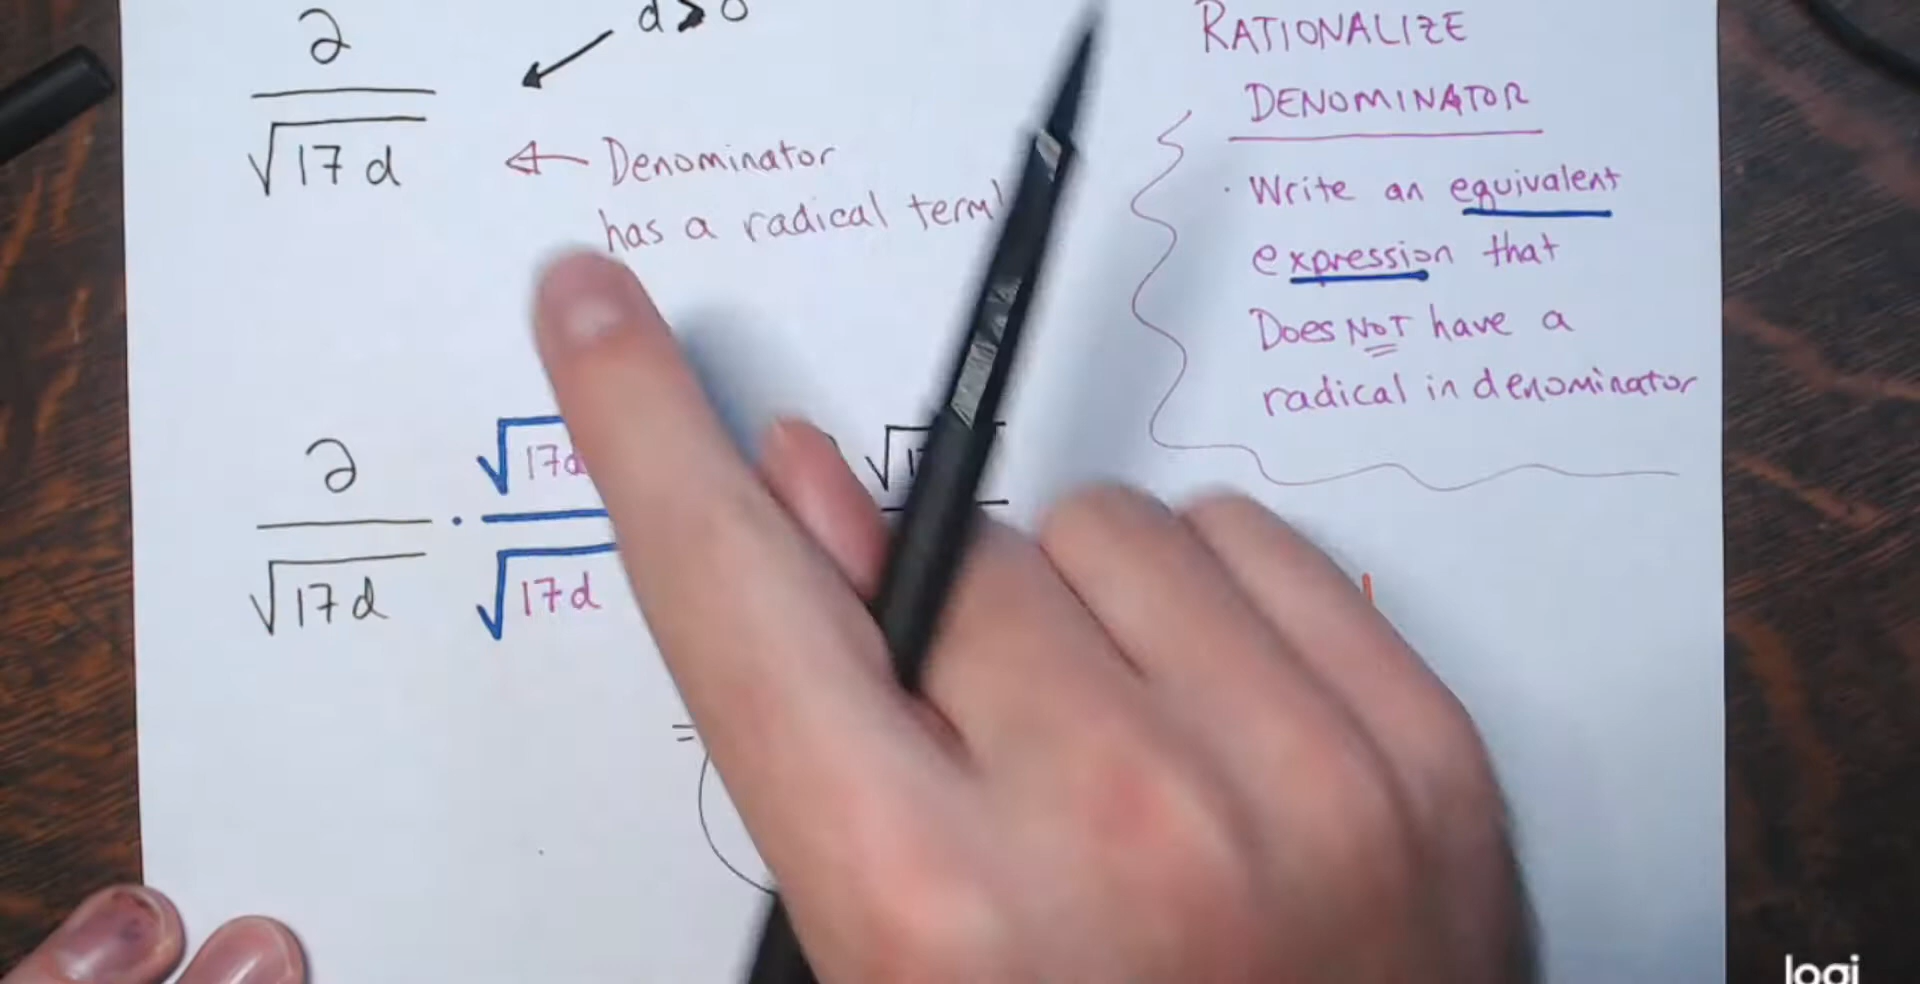 2
√17d
d > 0
Denominator
has a radical term
RATIONALIZE
DENOMINATOR
· Write an equivalent
expression that
Does NOT have a
radical in denominator
2 · √17d
√17d √17d
=
logi